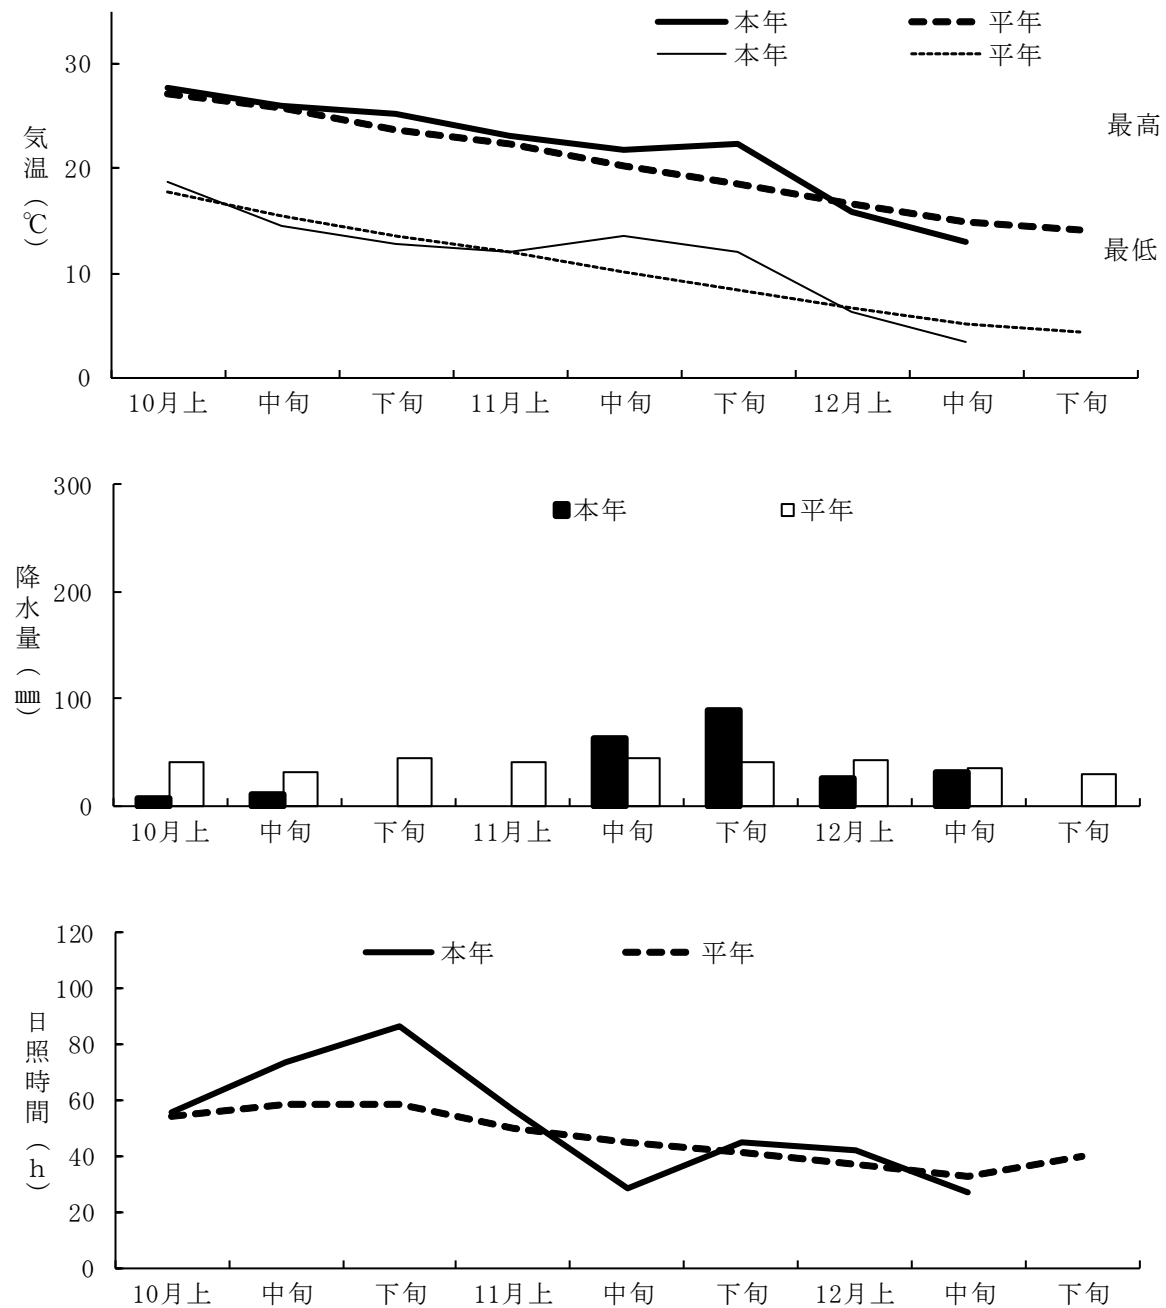 本年 平年
本年 平年
気温（℃）
30
20
10
0
最高
最低
10月上 中旬 下旬 11月上 中旬 下旬 12月上 中旬 下旬
本年 平年
降水量（㎜）
300
200
100
0
10月上 中旬 下旬 11月上 中旬 下旬 12月上 中旬 下旬
本年 平年
日照時間（ｈ）
120
100
80
60
40
20
0
10月上 中旬 下旬 11月上 中旬 下旬 12月上 中旬 下旬